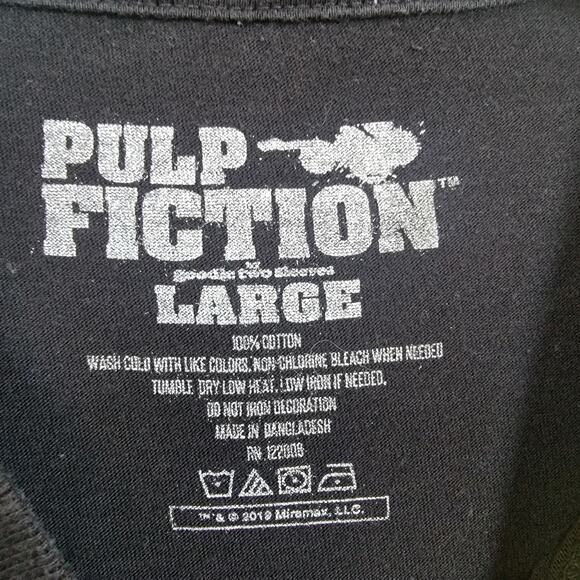 PULP
FICTION™
by
goodie two sleeves
LARGE
100% COTTON
WASH COLD WITH LIKE COLORS. NON-CHLORINE BLEACH WHEN NEEDED
TUMBLE DRY LOW HEAT. LOW IRON IF NEEDED.
DO NOT IRON DECORATION
MADE IN BANGLADESH
RN 122008
™ & © 2019 Miramax, LLC.